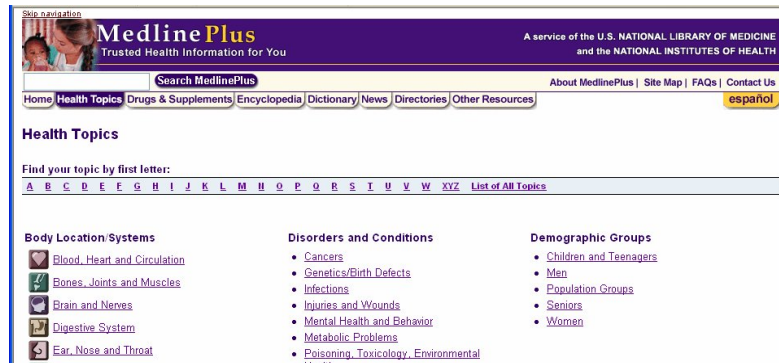 Skip navigation
MedlinePlus
Trusted Health Information for You
A service of the U.S. NATIONAL LIBRARY OF MEDICINE
and the NATIONAL INSTITUTES OF HEALTH
Search MedlinePlus
About MedlinePlus | Site Map | FAQs | Contact Us
Home Health Topics Drugs & Supplements Encyclopedia Dictionary News Directories Other Resources español
Health Topics
Find your topic by first letter:
A B C D E F G H I J K L M N O P Q R S T U V W XYZ List of All Topics
Body Location/Systems
Blood, Heart and Circulation
Bones, Joints and Muscles
Brain and Nerves
Digestive System
Ear, Nose and Throat
Disorders and Conditions
• Cancers
• Genetics/Birth Defects
• Infections
• Injuries and Wounds
• Mental Health and Behavior
• Metabolic Problems
• Poisoning, Toxicology, Environmental
Demographic Groups
• Children and Teenagers
• Men
• Population Groups
• Seniors
• Women